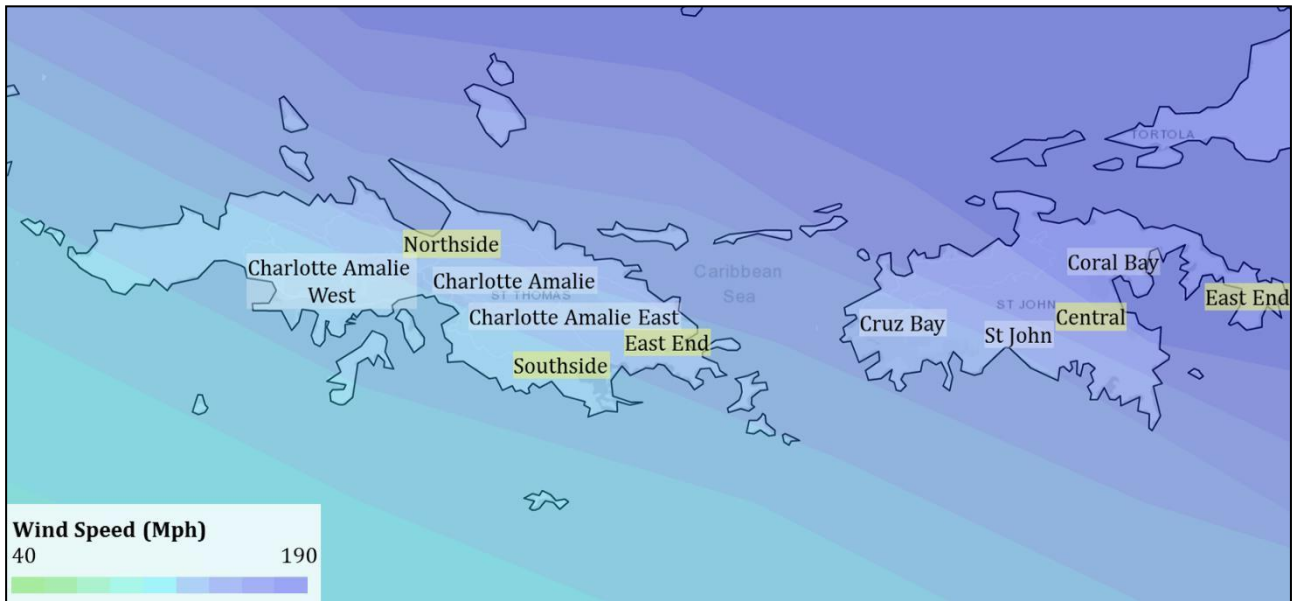 TORTOLA
Northside
Charlotte Amalie
West
Charlotte Amalie
ST THOMAS
Charlotte Amalie East
East End
Southside
Caribbean
Sea
Coral Bay
East End
ST JOHN
Central
Cruz Bay
St John
Wind Speed (Mph)
40 190